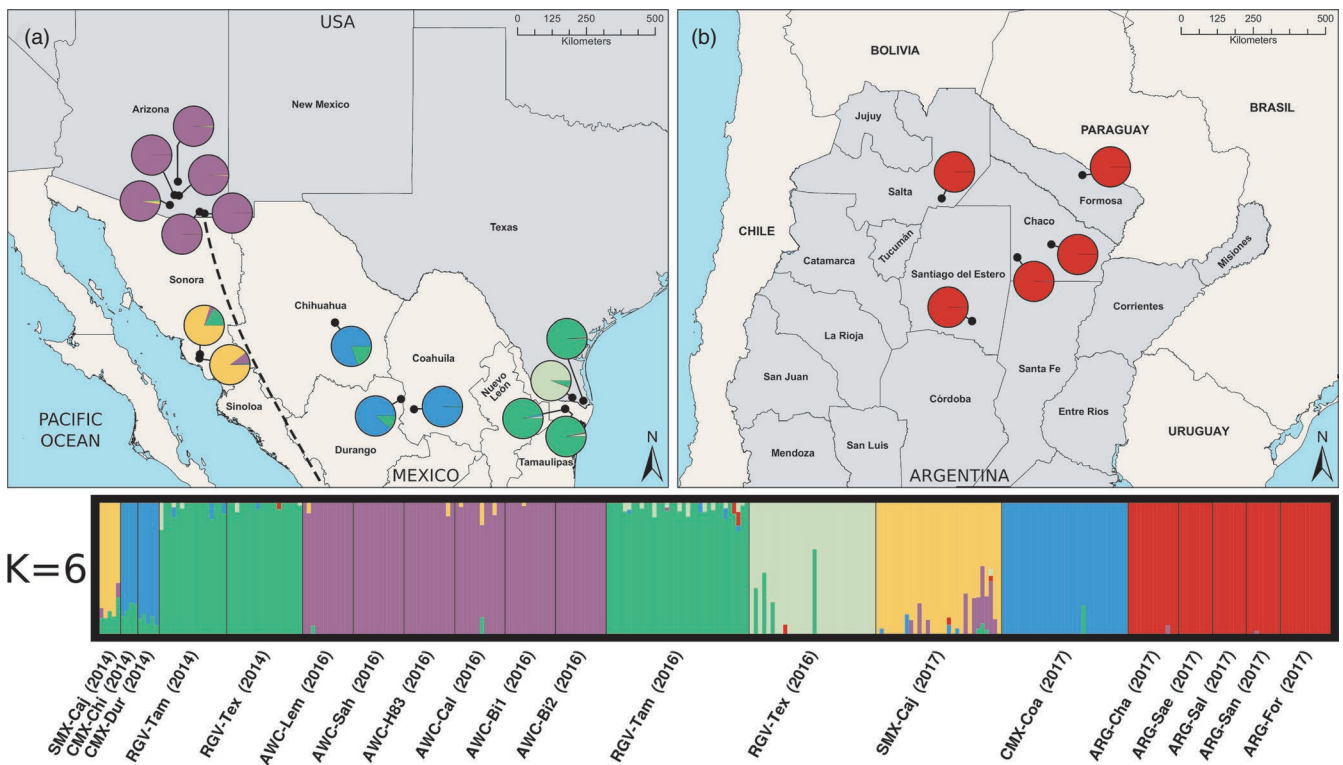 (a)
USA
0 125 250 500
Kilometers
Arizona
New Mexico
Texas
Sonora
Chihuahua
Coahuila
Nuevo León
Sinaloa
Durango
Tamaulipas
PACIFIC OCEAN
MEXICO
N
(b)
BOLIVIA
0 125 250 500
Kilometers
BRASIL
Jujuy
PARAGUAY
Salta
Formosa
Chaco
CHILE
Tucumán
Misiones
Catamarca
Santiago del Estero
Corrientes
La Rioja
Santa Fe
San Juan
Córdoba
Entre Rios
URUGUAY
Mendoza
San Luis
ARGENTINA
N
K=6
SMX-Caj (2014)
CMX-Chi (2014)
CMX-Dur (2014)
RGV-Tam (2014)
RGV-Tex (2014)
AWC-Lem (2016)
AWC-Sah (2016)
AWC-H83 (2016)
AWC-Cal (2016)
AWC-Bi1 (2016)
AWC-Bi2 (2016)
RGV-Tam (2016)
RGV-Tex (2016)
SMX-Caj (2017)
CMX-Coa (2017)
ARG-Cha (2017)
ARG-Sae (2017)
ARG-Sal (2017)
ARG-San (2017)
ARG-For (2017)